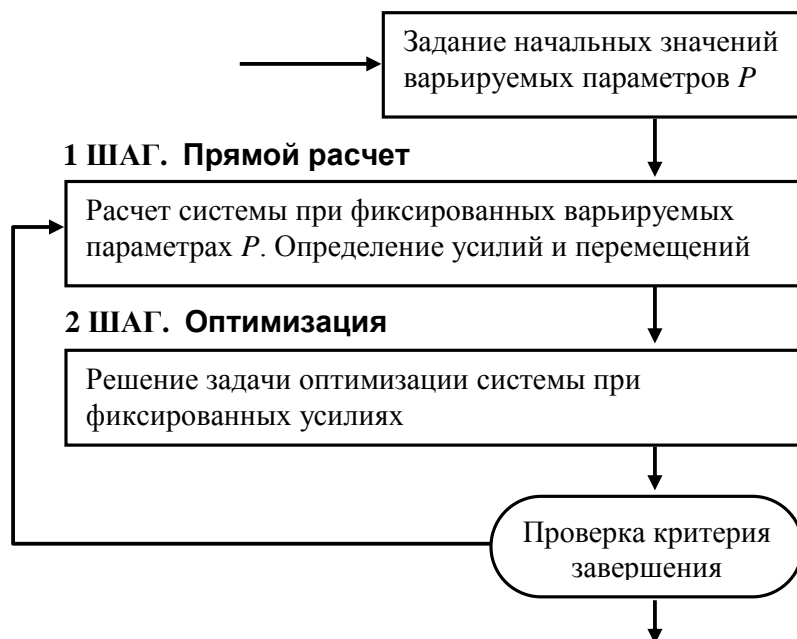 Задание начальных значений
варьируемых параметров P
1 ШАГ. Прямой расчет
Расчет системы при фиксированных варьируемых
параметрах P. Определение усилий и перемещений
2 ШАГ. Оптимизация
Решение задачи оптимизации системы при
фиксированных усилиях
Проверка критерия
завершения